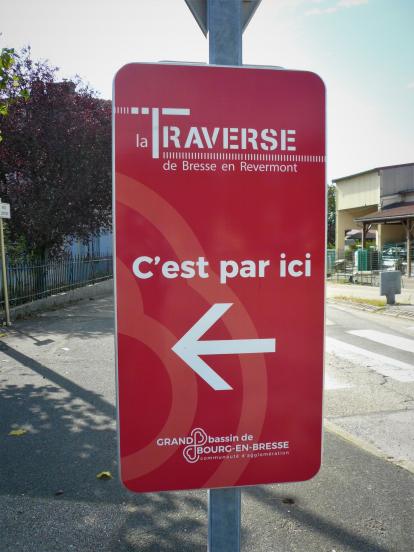 la TRAVERSE
de Bresse en Revermont
C'est par ici
GRAND bassin de
BOURG-EN-BRESSE
communauté d'agglomération